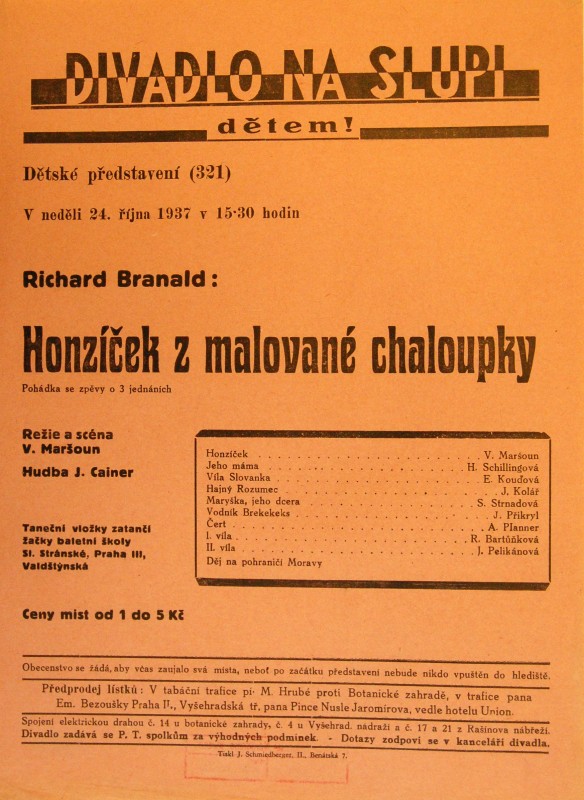 DIVADLO NA SLUPI
dětem!
Dětské představení (321)
V neděli 24. října 1937 v 15·30 hodin
Richard Branald:
Honzíček z malované chaloupky
Pohádka se zpěvy o 3 jednáních
Režie a scéna
V. Maršoun
Hudba J. Cainer
Taneční vložky zatančí
žačky baletní školy
Sl. Stránské, Praha III,
Valdštýnská
Honzíček . . . V. Maršoun
Jeho máma . . . H. Schillingová
Víla Slovanka . . . E. Kouďová
Hajný Rozumec . . . J. Kolář
Maryška, jeho dcera . . . S. Strnadová
Vodník Brekekeks . . . J. Přikryl
Čert . . . A. Pfanner
I. víla . . . R. Bartůňková
II. víla . . . J. Pelikánová
Děj na pohraničí Moravy
Ceny míst od 1 do 5 Kč
Obecenstvo se žádá, aby včas zaujalo svá místa, neboť po začátku představení nebude nikdo vpuštěn do hlediště.
Předprodej lístků: V tabáční trafice pí· M. Hrubé proti Botanické zahradě, v trafice pana
Em. Bezoušky Praha II., Vyšehradská tř, pana Pince Nusle Jaromírova, vedle hotelu Union.
Spojení elektrickou drahou č. 14 u botanické zahrady, č. 4 u Vyšehrad. nádraží a č. 17 a 21 z Rašínova nábřeží.
Divadlo zadává se P. T. spolkům za výhodných podmínek. - Dotazy zodpoví se v kanceláři divadla.
Tiskl J. Schmiedberger, II., Benátská 7.